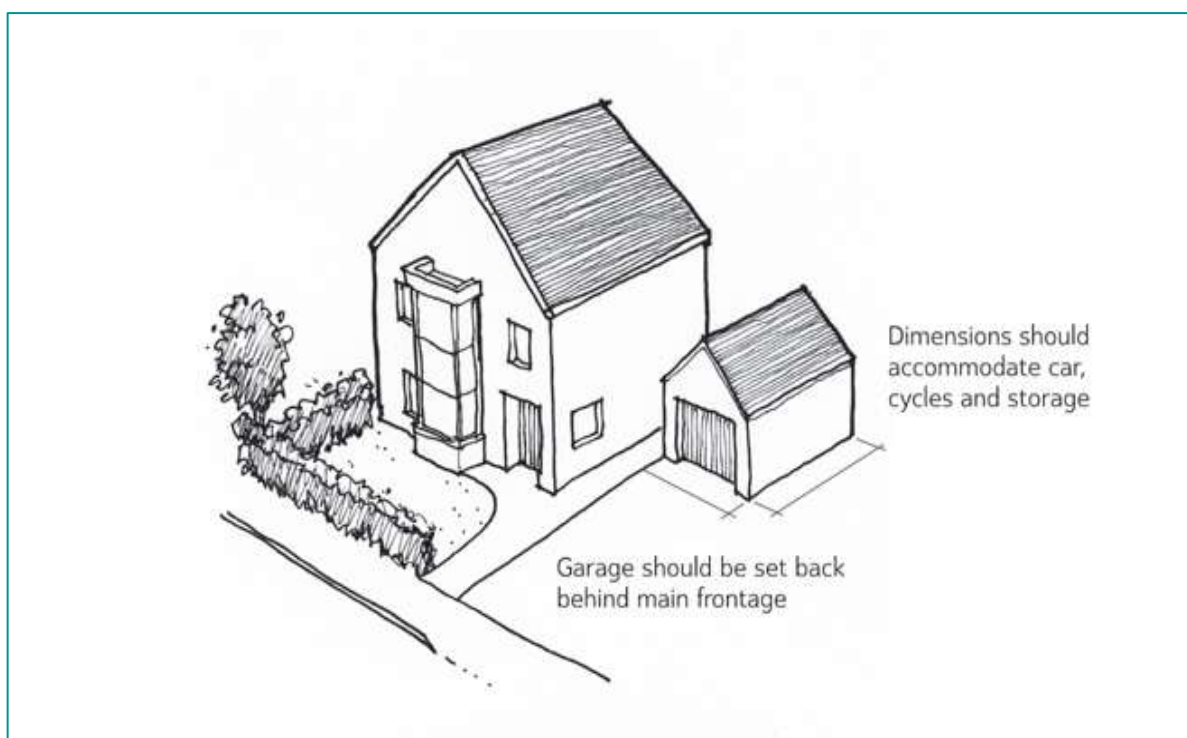 Dimensions should
accommodate car,
cycles and storage
Garage should be set back
behind main frontage